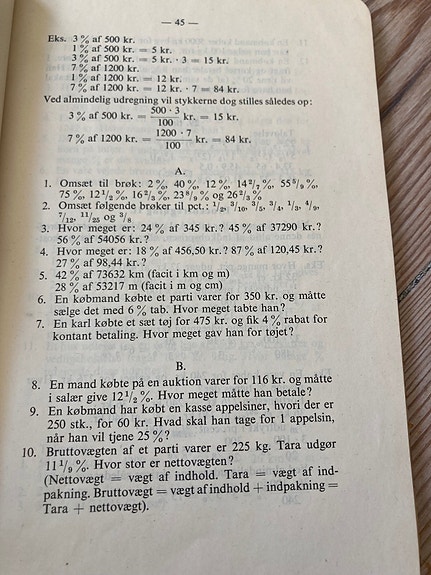 — 45 —
Eks. 3 % af 500 kr.
1 % af 500 kr. = 5 kr.
3 % af 500 kr. = 5 kr. · 3 = 15 kr.
7 % af 1200 kr.
1 % af 1200 kr. = 12 kr.
7 % af 1200 kr. = 12 kr. · 7 = 84 kr.
Ved almindelig udregning vil stykkerne dog stilles således op:
3 % af 500 kr. = 500 · 3 / 100 kr. = 15 kr.
7 % af 1200 kr. = 1200 · 7 / 100 kr. = 84 kr.
A.
1. Omsæt til brøk: 2 %, 40 %, 12 %, 14 2/7 %, 55 5/9 %,
75 %, 12 1/2 %, 16 2/3 %, 23 8/9 % og 26 2/3 %
2. Omsæt følgende brøker til pct.: 1/2, 3/10, 3/5, 3/4, 1/3, 4/9,
7/12, 11/25 og 3/8
3. Hvor meget er: 24 % af 345 kr.? 45 % af 37290 kr.?
56 % af 54056 kr.?
4. Hvor meget er: 18 % af 456,50 kr.? 87 % af 120,45 kr.?
27 % af 98,44 kr.?
5. 42 % af 73632 km (facit i km og m)
28 % af 53217 m (facit i m og cm)
6. En købmand købte et parti varer for 350 kr. og måtte
sælge det med 6 % tab. Hvor meget tabte han?
7. En karl købte et sæt tøj for 475 kr. og fik 4 % rabat for
kontant betaling. Hvor meget gav han for tøjet?
B.
8. En mand købte på en auktion varer for 116 kr. og måtte
i salær give 12 1/2 %. Hvor meget måtte han betale?
9. En købmand har købt en kasse appelsiner, hvori der er
250 stk., for 60 kr. Hvad skal han tage for 1 appelsin,
når han vil tjene 25 %?
10. Bruttovægten af et parti varer er 225 kg. Tara udgør
11 1/9 %. Hvor stor er nettovægten?
(Nettovægt = vægt af indhold. Tara = vægt af ind-
pakning. Bruttovægt = vægt af indhold + indpakning =
Tara + nettovægt).